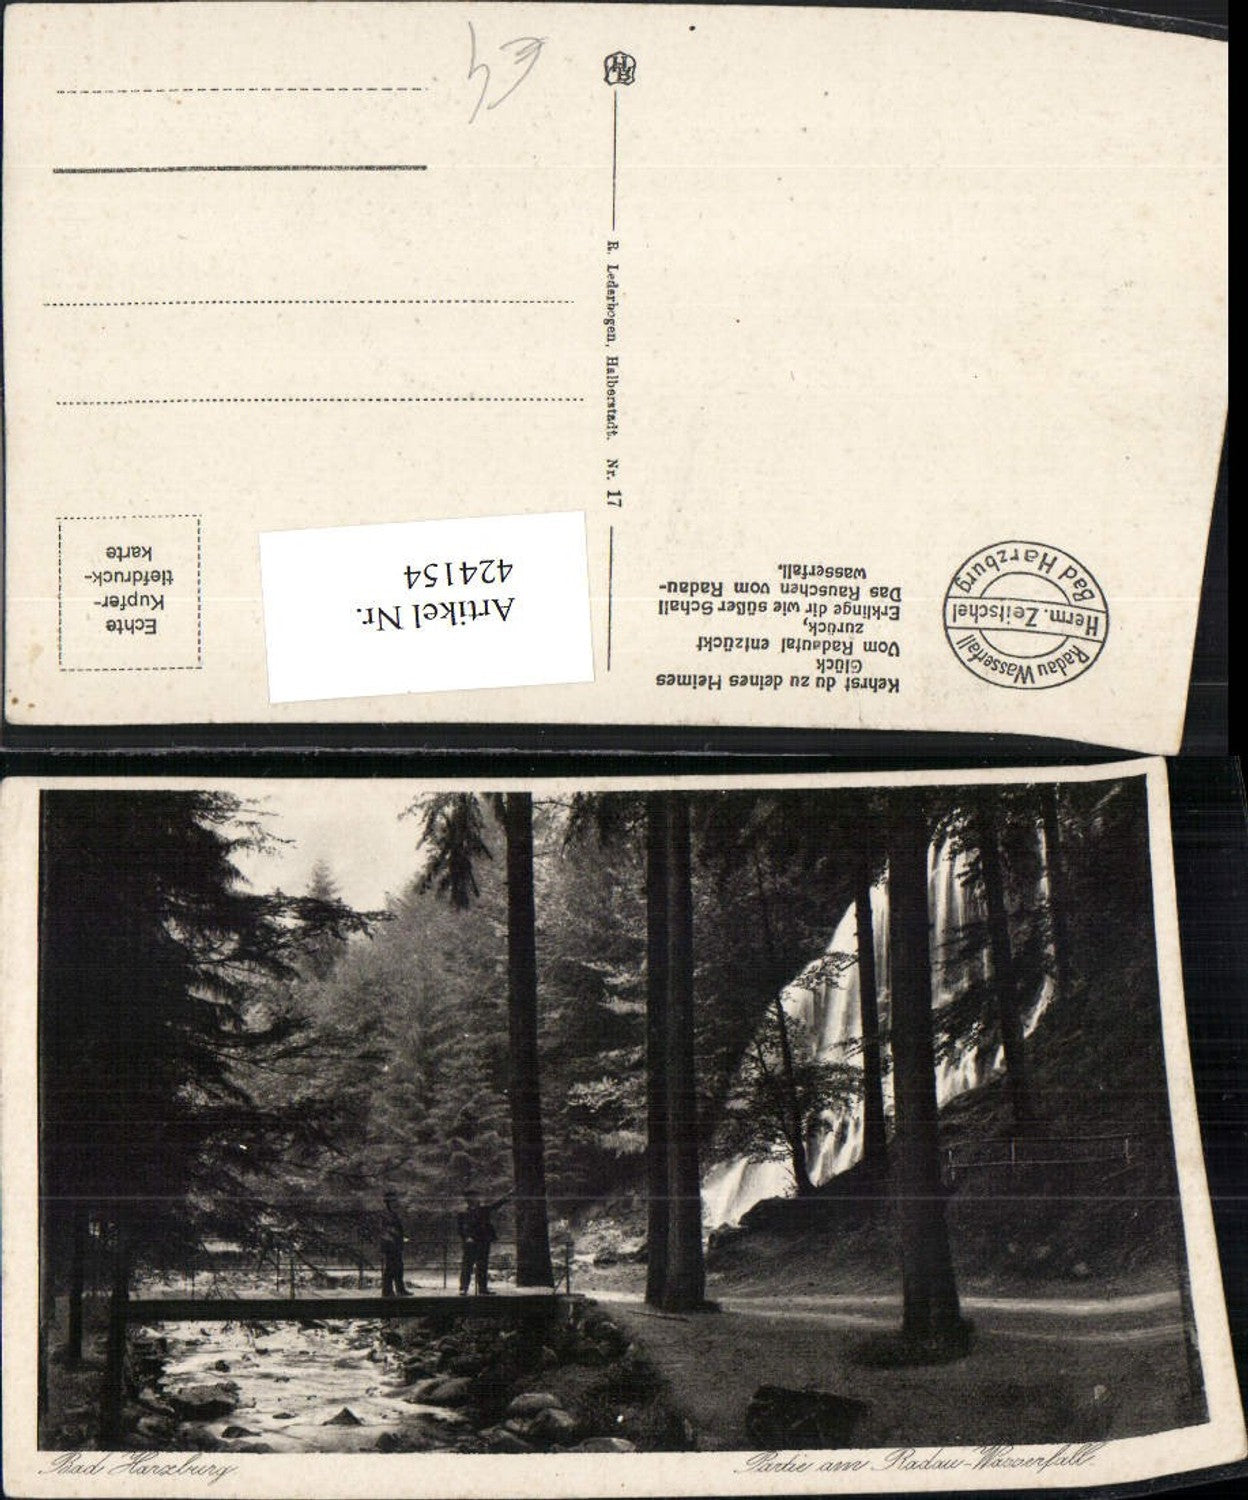 Kehrst du zu deines Heimes
Glück
Vom Radautal entzückt
zurück,
Erklinge dir wie süßer Schall
Das Rauschen vom Radau-
wasserfall.
Radau Wasserfall
Herm. Zeitschel
Bad Harzburg
R. Lederbogen, Halberstadt. Nr. 17
Artikel Nr.
424154
Echte
Kupfer-
tiefdruck-
karte
Bad Harzburg
Partie am Radau-Wasserfall.